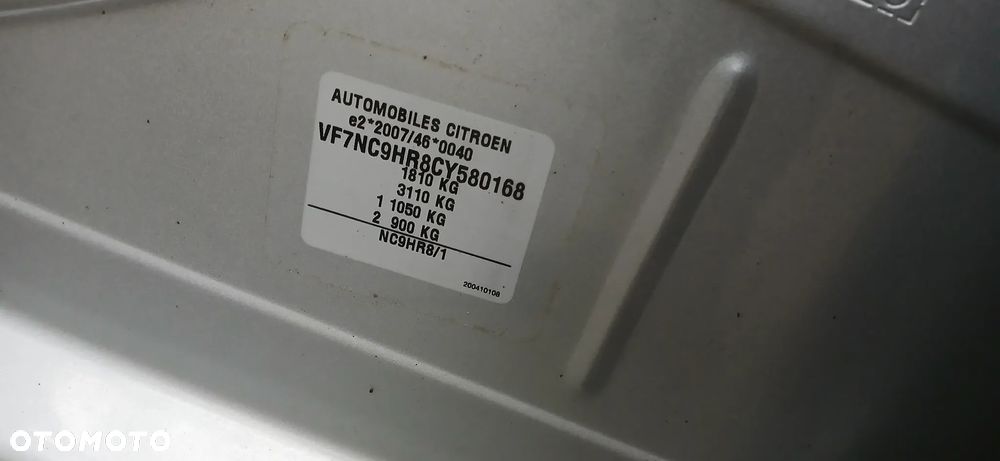 AUTOMOBILES CITROEN
e2*2007/46*0040
VF7NC9HR8CY580168
1810 KG
3110 KG
1 1050 KG
2 900 KG
NC9HR8/1
200410108
OTOMOTO